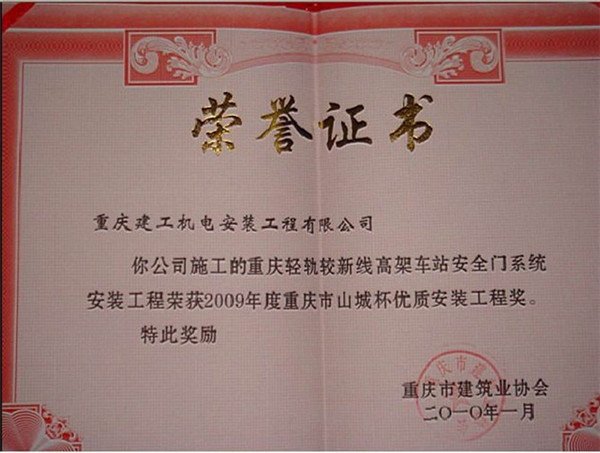 荣誉证书
重庆建工机电安装工程有限公司
你公司施工的重庆轻轨较新线高架车站安全门系统
安装工程荣获2009年度重庆市山城杯优质安装工程奖。
特此奖励
重庆市建筑业协会
二〇一〇年一月
重庆市建